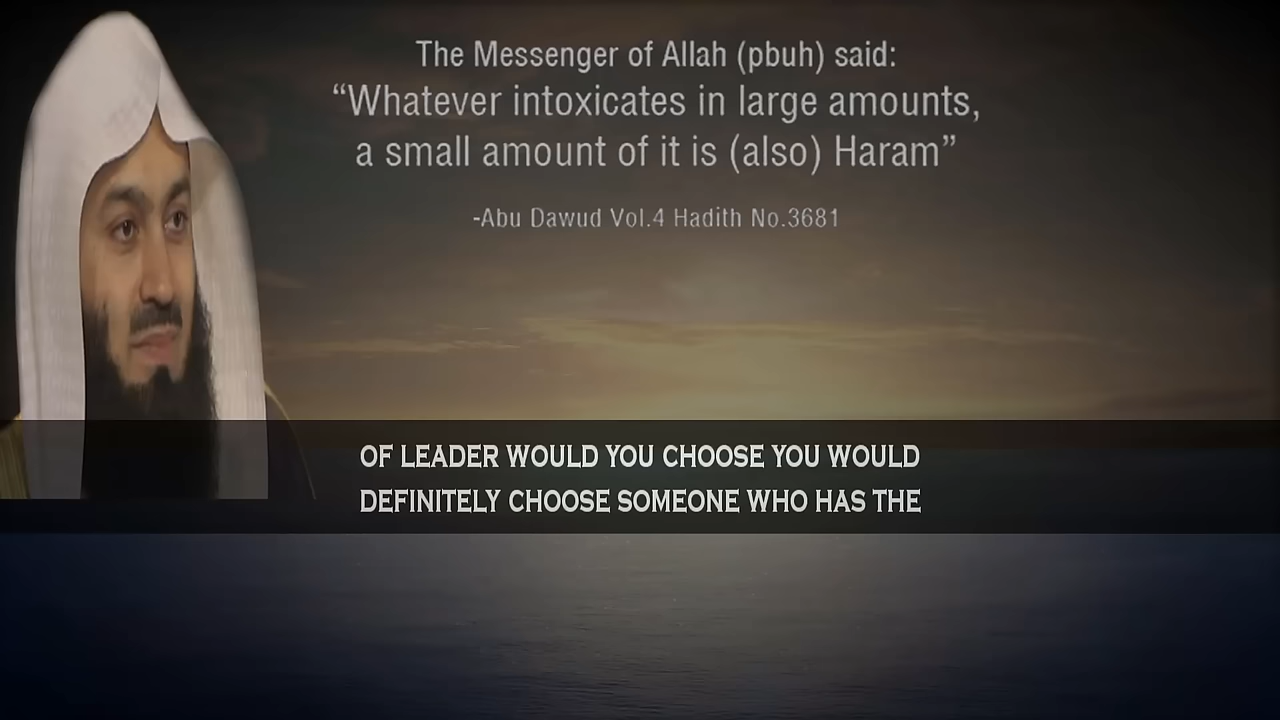 The Messenger of Allah (pbuh) said:
“Whatever intoxicates in large amounts,
a small amount of it is (also) Haram”
-Abu Dawud Vol.4 Hadith No.3681
OF LEADER WOULD YOU CHOOSE YOU WOULD
DEFINITELY CHOOSE SOMEONE WHO HAS THE